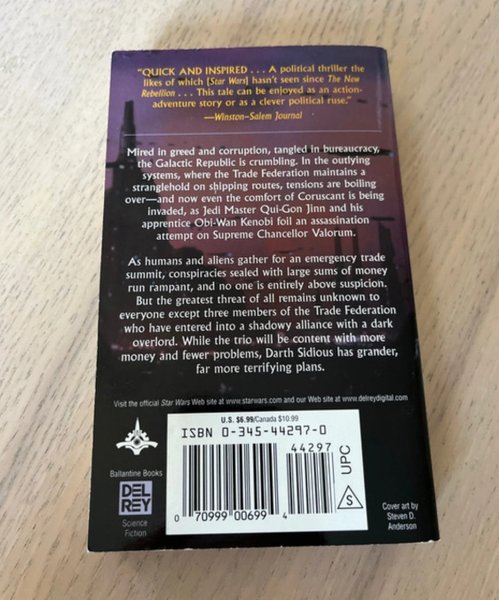 “QUICK AND INSPIRED . . . A political thriller the
likes of which [Star Wars] hasn’t seen since The New
Rebellion . . . This tale can be enjoyed as an action-
adventure story or as a clever political ruse.”
—Winston–Salem Journal
Mired in greed and corruption, tangled in bureaucracy,
the Galactic Republic is crumbling. In the outlying
systems, where the Trade Federation maintains a
stranglehold on shipping routes, tensions are boiling
over—and now even the comfort of Coruscant is being
invaded, as Jedi Master Qui-Gon Jinn and his
apprentice Obi-Wan Kenobi foil an assassination
attempt on Supreme Chancellor Valorum.
As humans and aliens gather for an emergency trade
summit, conspiracies sealed with large sums of money
run rampant, and no one is entirely above suspicion.
But the greatest threat of all remains unknown to
everyone except three members of the Trade Federation
who have entered into a shadowy alliance with a dark
overlord. While the trio will be content with more
money and fewer problems, Darth Sidious has grander,
far more terrifying plans.
Visit the official Star Wars Web site at www.starwars.com and our Web site at www.delreydigital.com
U.S. $6.99/Canada $10.99
ISBN 0-345-44297-0
44297
UPC
S
0 70999 00699 4
Ballantine Books
DEL
REY
Science
Fiction
Cover art by
Steven D.
Anderson